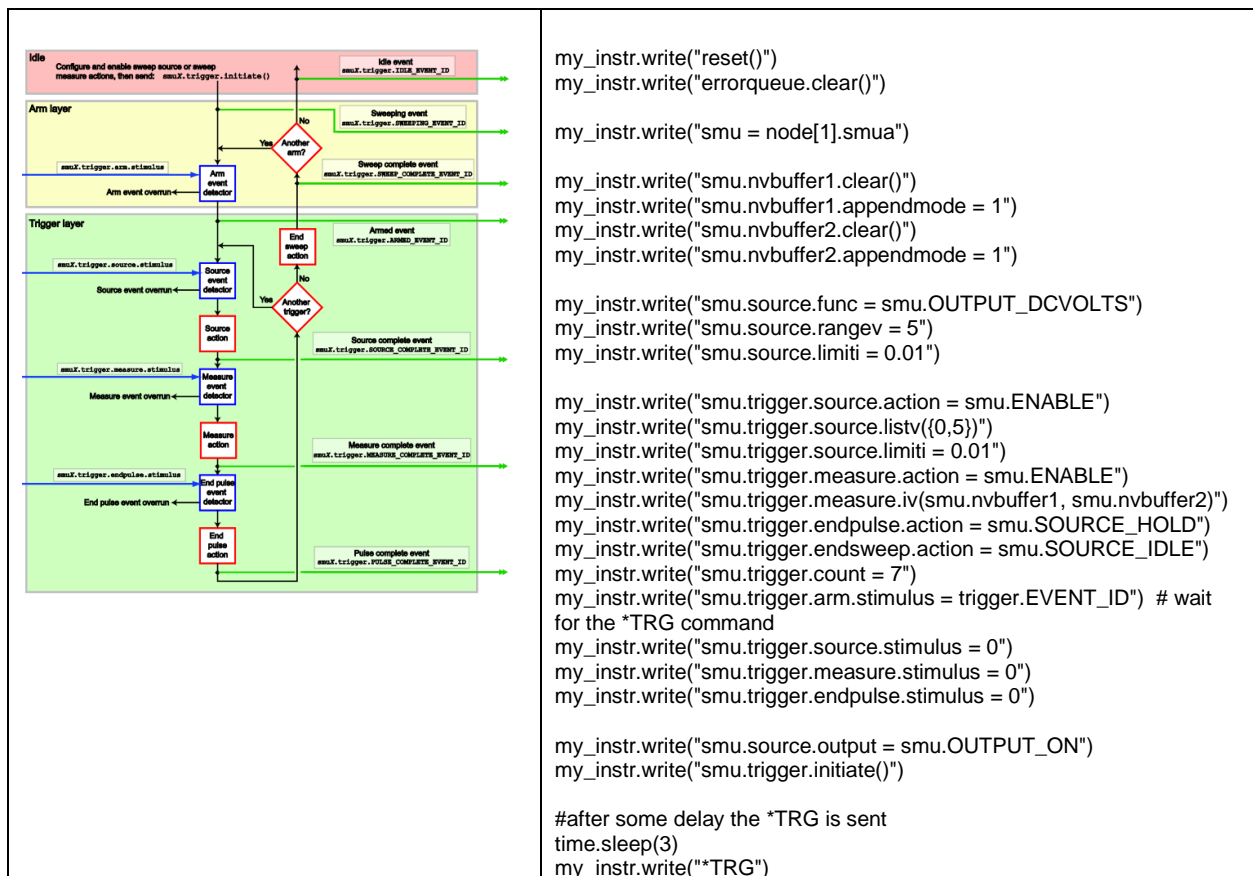 Idle
Configure and enable sweep source or sweep
measure actions, then send: smuX.trigger.initiate()
Idle event
smuX.trigger.IDLE_EVENT_ID
Arm layer
Sweeping event
smuX.trigger.SWEEPING_EVENT_ID
No
Yes
Another
arm?
Sweep complete event
smuX.trigger.SWEEP_COMPLETE_EVENT_ID
smuX.trigger.arm.stimulus
Arm
event
detector
Arm event overrun
Trigger layer
Armed event
smuX.trigger.ARMED_EVENT_ID
End
sweep
action
smuX.trigger.source.stimulus
Source
event
detector
Source event overrun
No
Yes
Another
trigger?
Source
action
Source complete event
smuX.trigger.SOURCE_COMPLETE_EVENT_ID
smuX.trigger.measure.stimulus
Measure
event
detector
Measure event overrun
Measure
action
Measure complete event
smuX.trigger.MEASURE_COMPLETE_EVENT_ID
smuX.trigger.endpulse.stimulus
End pulse
event
detector
End pulse event overrun
End
pulse
action
Pulse complete event
smuX.trigger.PULSE_COMPLETE_EVENT_ID
my_instr.write("reset()")
my_instr.write("errorqueue.clear()")
my_instr.write("smu = node[1].smua")
my_instr.write("smu.nvbuffer1.clear()")
my_instr.write("smu.nvbuffer1.appendmode = 1")
my_instr.write("smu.nvbuffer2.clear()")
my_instr.write("smu.nvbuffer2.appendmode = 1")
my_instr.write("smu.source.func = smu.OUTPUT_DCVOLTS")
my_instr.write("smu.source.rangev = 5")
my_instr.write("smu.source.limiti = 0.01")
my_instr.write("smu.trigger.source.action = smu.ENABLE")
my_instr.write("smu.trigger.source.listv({0,5})")
my_instr.write("smu.trigger.source.limiti = 0.01")
my_instr.write("smu.trigger.measure.action = smu.ENABLE")
my_instr.write("smu.trigger.measure.iv(smu.nvbuffer1, smu.nvbuffer2)")
my_instr.write("smu.trigger.endpulse.action = smu.SOURCE_HOLD")
my_instr.write("smu.trigger.endsweep.action = smu.SOURCE_IDLE")
my_instr.write("smu.trigger.count = 7")
my_instr.write("smu.trigger.arm.stimulus = trigger.EVENT_ID") # wait
for the *TRG command
my_instr.write("smu.trigger.source.stimulus = 0")
my_instr.write("smu.trigger.measure.stimulus = 0")
my_instr.write("smu.trigger.endpulse.stimulus = 0")
my_instr.write("smu.source.output = smu.OUTPUT_ON")
my_instr.write("smu.trigger.initiate()")
#after some delay the *TRG is sent
time.sleep(3)
my_instr.write("*TRG")